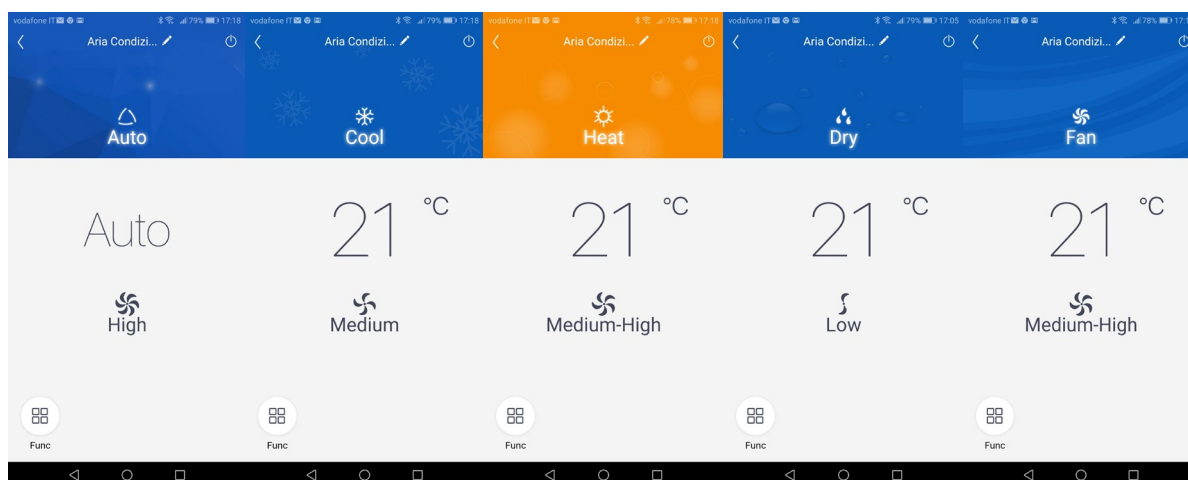 vodafone IT 79% 17:18
Aria Condizi...
Auto
Auto
High
Func
vodafone IT 79% 17:18
Aria Condizi...
Cool
21 °C
Medium
Func
vodafone IT 78% 17:18
Aria Condizi...
Heat
21 °C
Medium-High
Func
vodafone IT 79% 17:05
Aria Condizi...
Dry
21 °C
Low
Func
vodafone IT 78%
Aria Condizi...
Fan
21 °C
Medium-High
Func